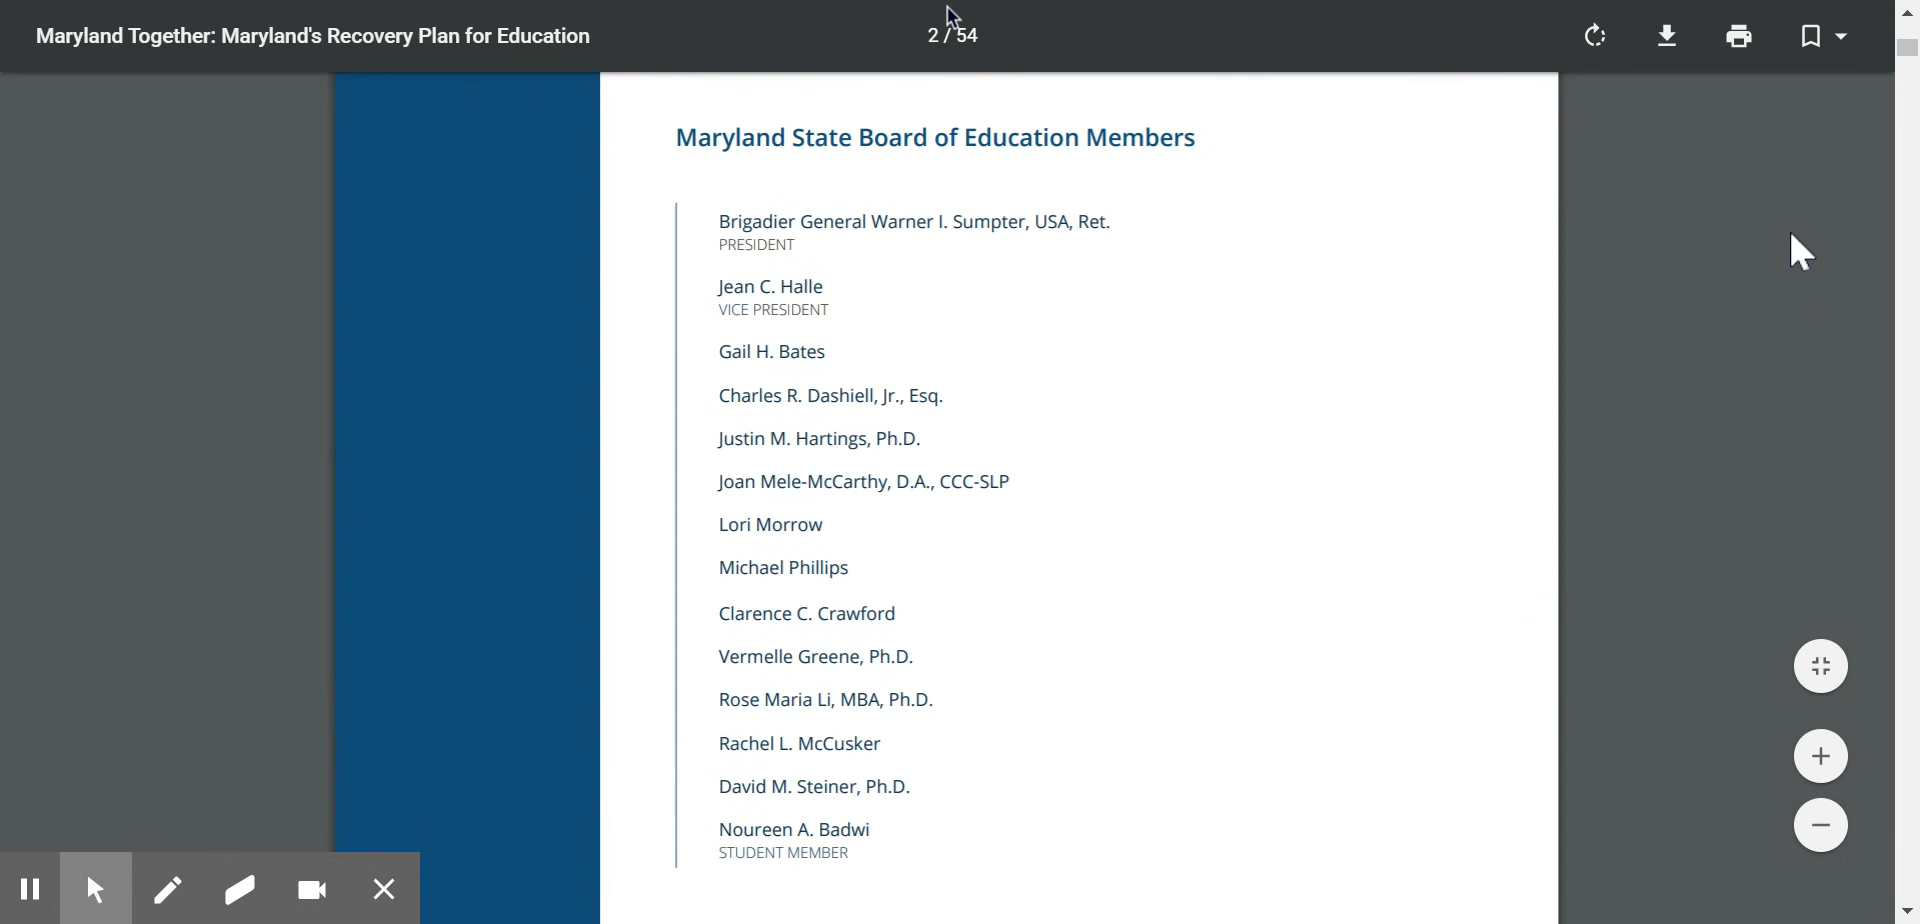 Maryland Together: Maryland's Recovery Plan for Education
2 / 54
Maryland State Board of Education Members
Brigadier General Warner I. Sumpter, USA, Ret.
PRESIDENT
Jean C. Halle
VICE PRESIDENT
Gail H. Bates
Charles R. Dashiell, Jr., Esq.
Justin M. Hartings, Ph.D.
Joan Mele-McCarthy, D.A., CCC-SLP
Lori Morrow
Michael Phillips
Clarence C. Crawford
Vermelle Greene, Ph.D.
Rose Maria Li, MBA, Ph.D.
Rachel L. McCusker
David M. Steiner, Ph.D.
Noureen A. Badwi
STUDENT MEMBER